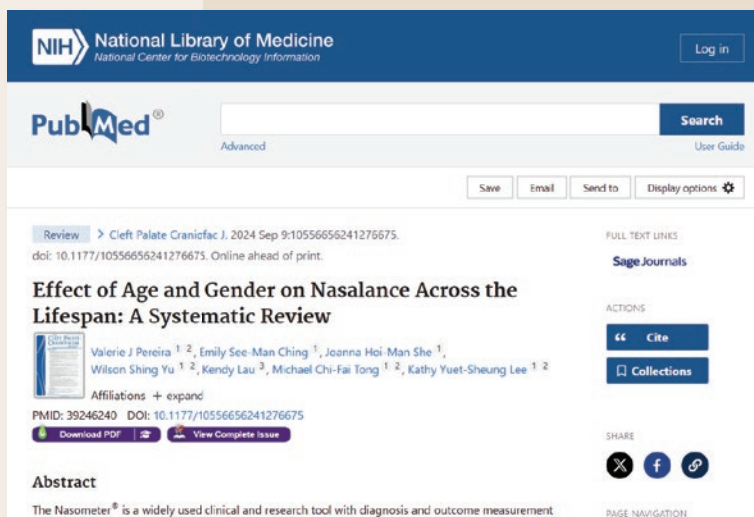 NIH
National Library of Medicine
National Center for Biotechnology Information
Log in
PubMed®
Search
Advanced
User Guide
Save
Email
Send to
Display options
Review
Cleft Palate Craniofac J. 2024 Sep 9:10556656241276675.
doi: 10.1177/10556656241276675. Online ahead of print.
Effect of Age and Gender on Nasalance Across the
Lifespan: A Systematic Review
Valerie J Pereira 1 2, Emily See-Man Ching 1, Joanna Hoi-Man She 1,
Wilson Shing Yu 1 2, Kendy Lau 3, Michael Chi-Fai Tong 1 2, Kathy Yuet-Sheung Lee 1 2
Affiliations + expand
PMID: 39246240 DOI: 10.1177/10556656241276675
Download PDF
View Complete Issue
Abstract
The Nasometer® is a widely used clinical and research tool with diagnosis and outcome measurement
FULL TEXT LINKS
Sage Journals
ACTIONS
Cite
Collections
SHARE
PAGE NAVIGATION